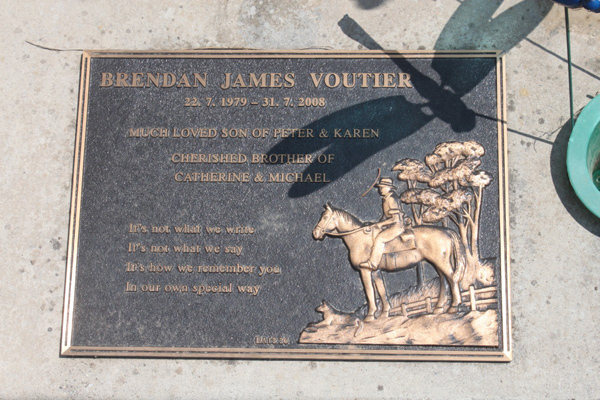 BRENDAN JAMES VOUTIER
22. 7. 1979 – 31. 7. 2008
MUCH LOVED SON OF PETER & KAREN
CHERISHED BROTHER OF
CATHERINE & MICHAEL
It's not what we write
It's not what we say
It's how we remember you
In our own special way